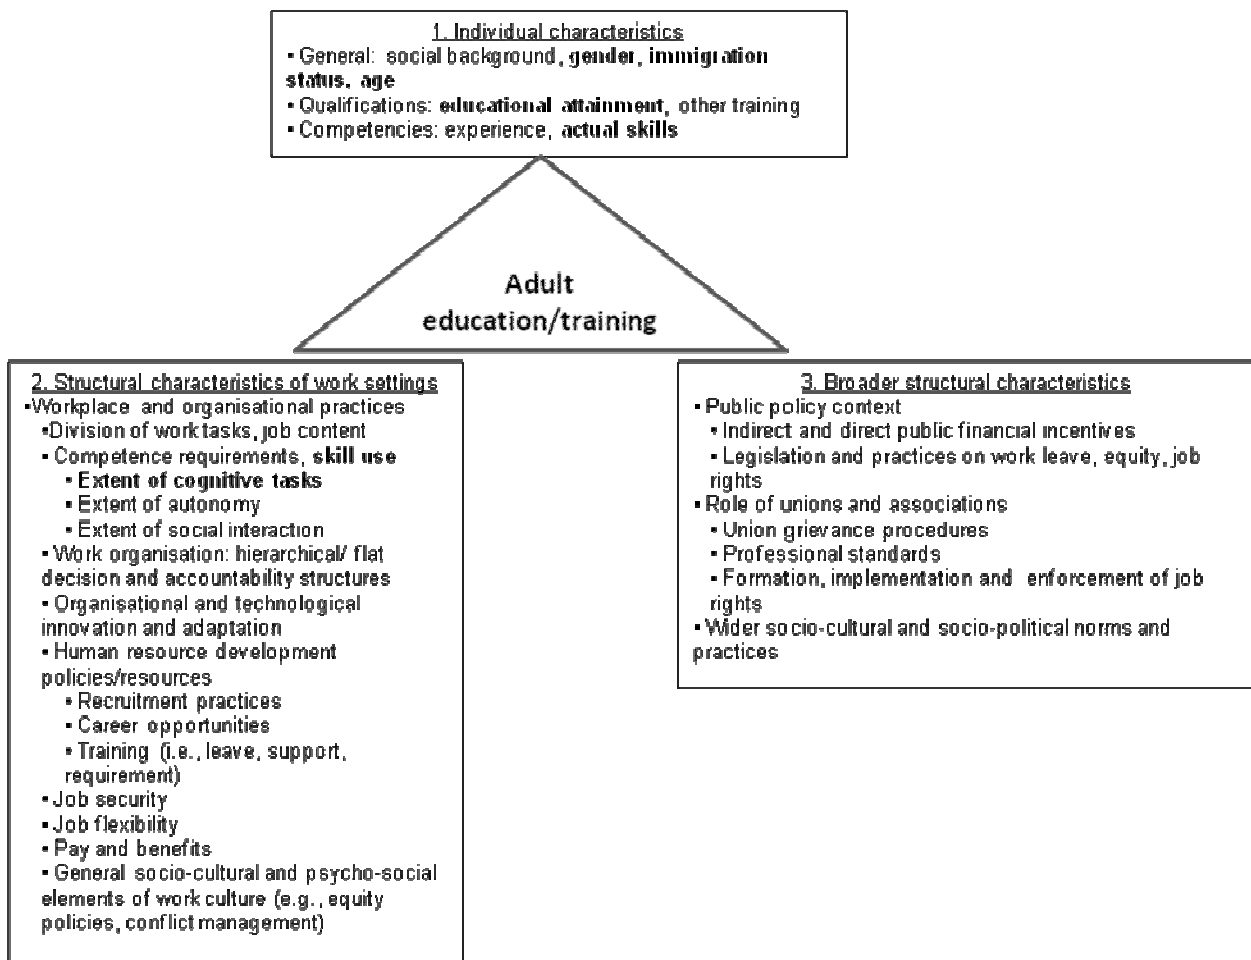 1. Individual characteristics
▪ General: social background, gender, immigration
status, age
▪ Qualifications: educational attainment, other training
▪ Competencies: experience, actual skills
Adult
education/training
2. Structural characteristics of work settings
▪Workplace and organisational practices
▪Division of work tasks, job content
▪ Competence requirements, skill use
▪ Extent of cognitive tasks
▪ Extent of autonomy
▪ Extent of social interaction
▪ Work organisation: hierarchical/ flat
decision and accountability structures
▪ Organisational and technological
innovation and adaptation
▪ Human resource development
policies/resources
▪ Recruitment practices
▪ Career opportunities
▪ Training (i.e., leave, support,
requirement)
▪ Job security
▪ Job flexibility
▪ Pay and benefits
▪ General socio-cultural and psycho-social
elements of work culture (e.g., equity
policies, conflict management)
3. Broader structural characteristics
▪ Public policy context
▪ Indirect and direct public financial incentives
▪ Legislation and practices on work leave, equity, job
rights
▪ Role of unions and associations
▪ Union grievance procedures
▪ Professional standards
▪ Formation, implementation and enforcement of job
rights
▪ Wider socio-cultural and socio-political norms and
practices